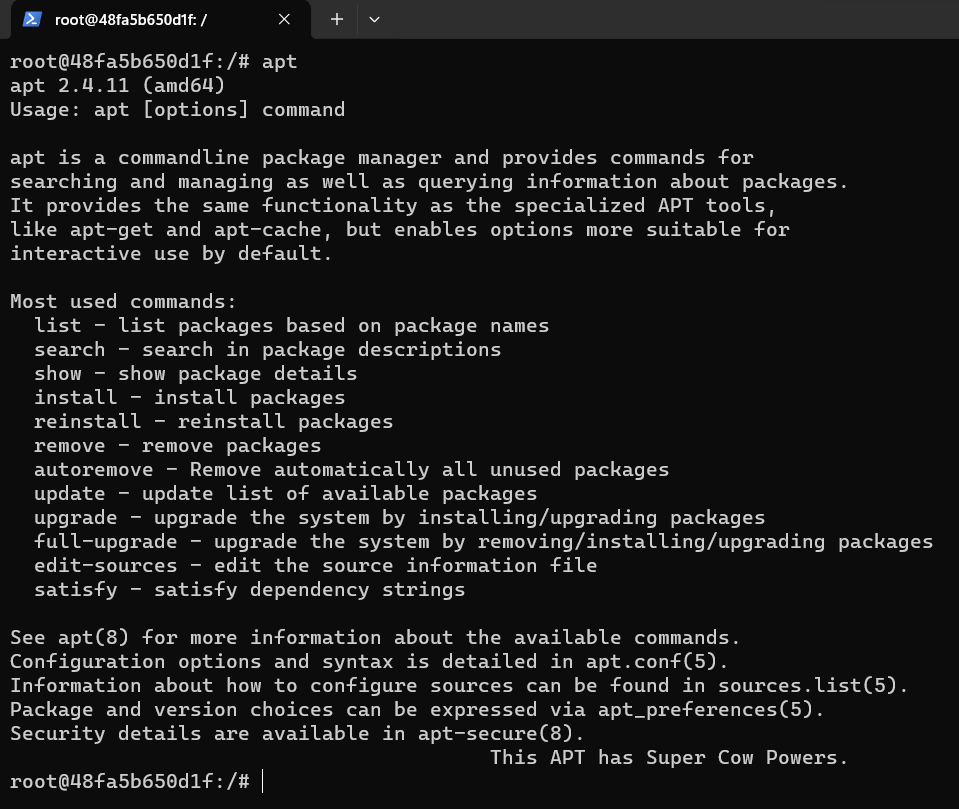 root@48fa5b650d1f: /
root@48fa5b650d1f:/# apt
apt 2.4.11 (amd64)
Usage: apt [options] command

apt is a commandline package manager and provides commands for
searching and managing as well as querying information about packages.
It provides the same functionality as the specialized APT tools,
like apt-get and apt-cache, but enables options more suitable for
interactive use by default.

Most used commands:
  list - list packages based on package names
  search - search in package descriptions
  show - show package details
  install - install packages
  reinstall - reinstall packages
  remove - remove packages
  autoremove - Remove automatically all unused packages
  update - update list of available packages
  upgrade - upgrade the system by installing/upgrading packages
  full-upgrade - upgrade the system by removing/installing/upgrading packages
  edit-sources - edit the source information file
  satisfy - satisfy dependency strings

See apt(8) for more information about the available commands.
Configuration options and syntax is detailed in apt.conf(5).
Information about how to configure sources can be found in sources.list(5).
Package and version choices can be expressed via apt_preferences(5).
Security details are available in apt-secure(8).
                                        This APT has Super Cow Powers.
root@48fa5b650d1f:/#